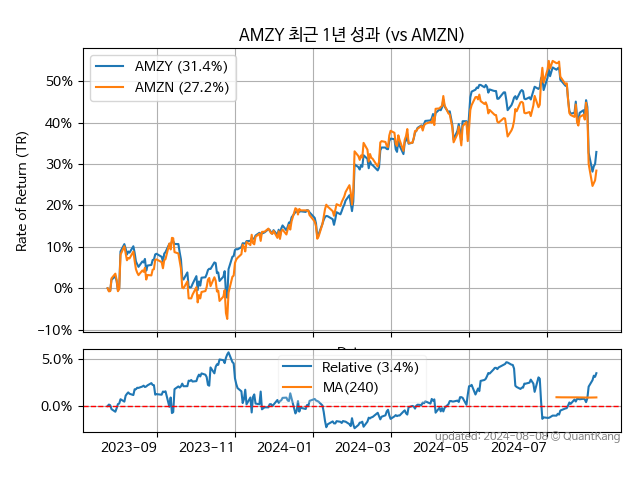 AMZY 최근 1년 성과 (vs AMZN)
AMZY (31.4%)
AMZN (27.2%)
Rate of Return (TR)
50%
40%
30%
20%
10%
0%
−10%
5.0%
0.0%
Relative (3.4%)
MA(240)
updated: 2024-08-08 © QuantKang
2023-09
2023-11
2024-01
2024-03
2024-05
2024-07